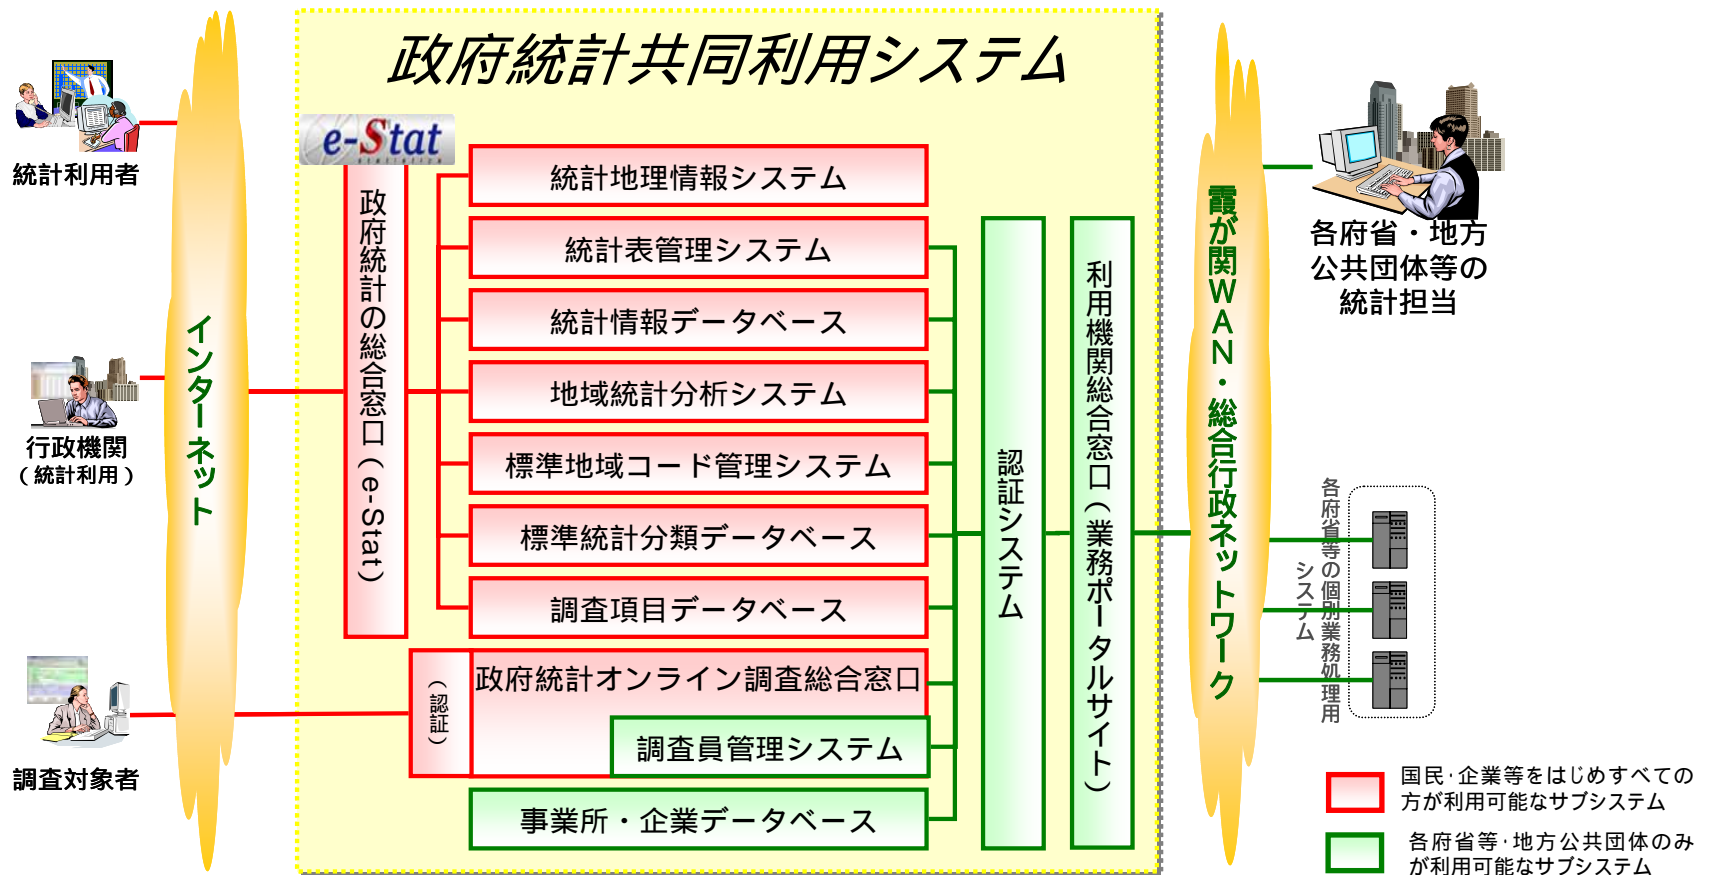 政府統計共同利用システム
e-Stat
statistics
統計利用者
行政機関
(統計利用)
調査対象者
インターネット
政府統計の総合窓口(e-Stat)
統計地理情報システム
統計表管理システム
統計情報データベース
地域統計分析システム
標準地域コード管理システム
標準統計分類データベース
調査項目データベース
(認証)
政府統計オンライン調査総合窓口
調査員管理システム
事業所・企業データベース
認証システム
利用機関総合窓口(業務ポータルサイト)
霞が関WAN・総合行政ネットワーク
各府省・地方
公共団体等の
統計担当
各府省等の個別業務処理用
システム
国民・企業等をはじめすべての
方が利用可能なサブシステム
各府省等・地方公共団体のみ
が利用可能なサブシステム